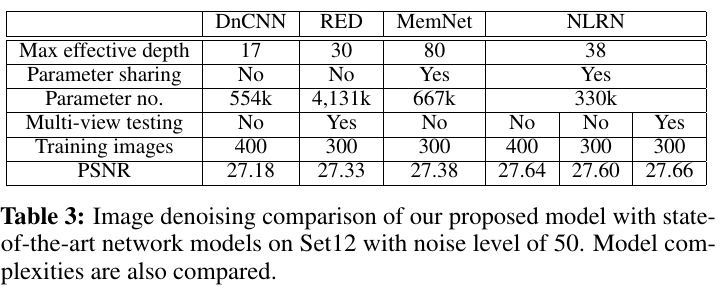 DnCNN RED MemNet NLRN
Max effective depth 17 30 80 38
Parameter sharing No No Yes Yes
Parameter no. 554k 4,131k 667k 330k
Multi-view testing No Yes No No No Yes
Training images 400 300 300 400 300 300
PSNR 27.18 27.33 27.38 27.64 27.60 27.66
Table 3: Image denoising comparison of our proposed model with state-
of-the-art network models on Set12 with noise level of 50. Model com-
plexities are also compared.